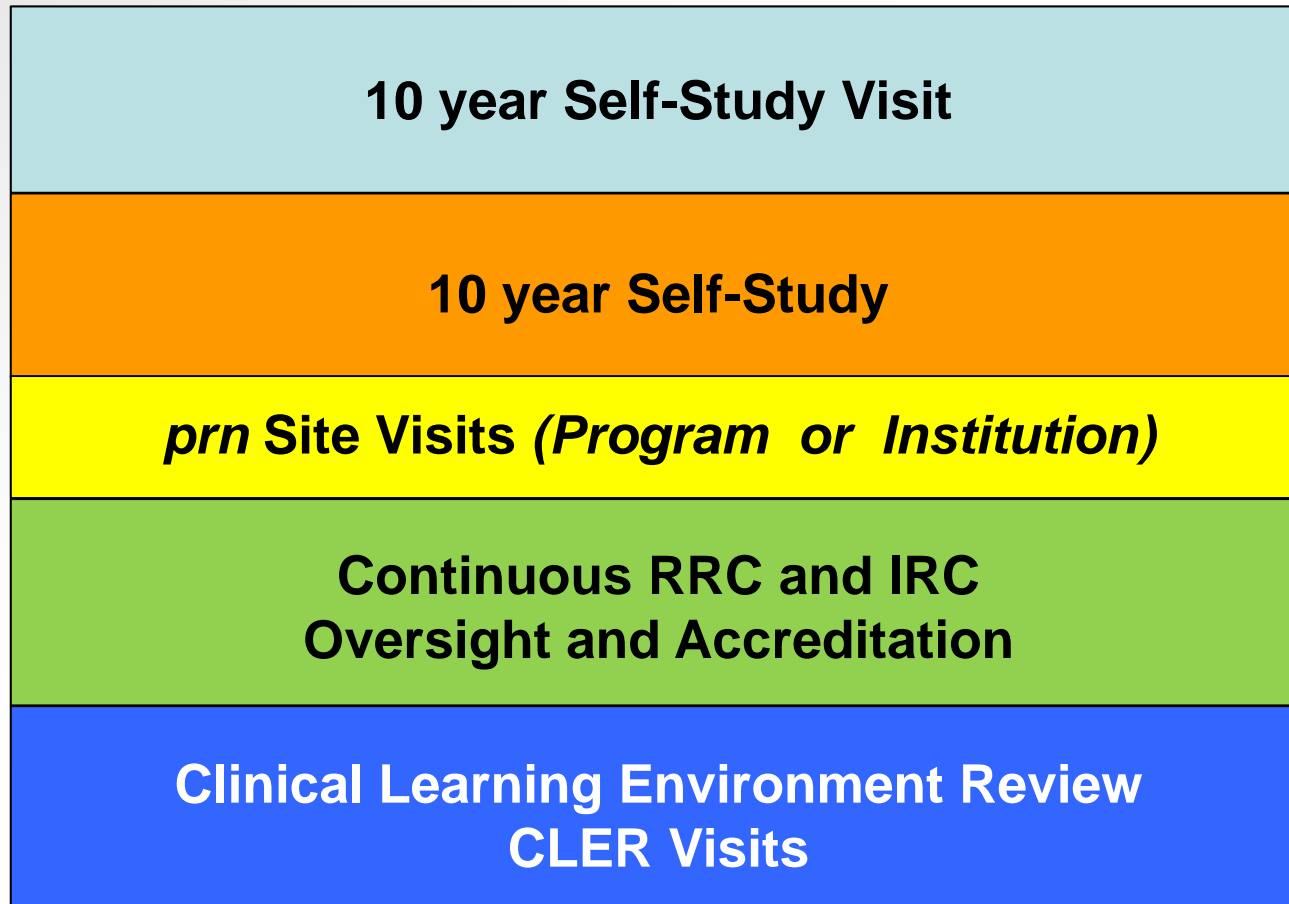 10 year Self-Study Visit
10 year Self-Study
prn Site Visits (Program or Institution)
Continuous RRC and IRC
Oversight and Accreditation
Clinical Learning Environment Review
CLER Visits